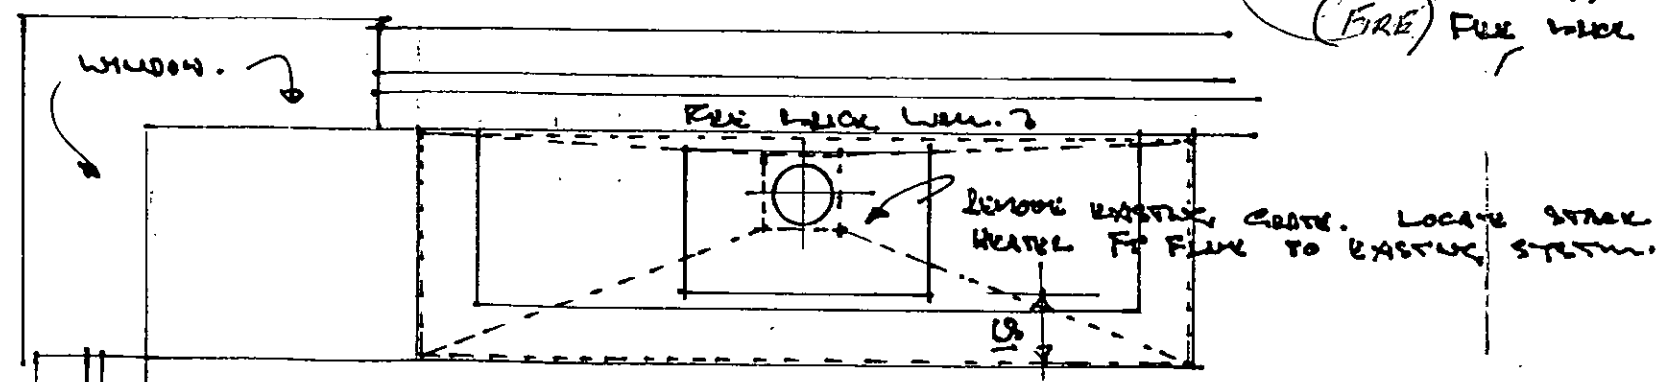 (FIRE) FIRE BRICK
WINDOW.
FIRE BRICK WALL.
REMOVE EXISTING GRATE. LOCATE STACK
HEATER FIT FLUE TO EXISTING SYSTEM.